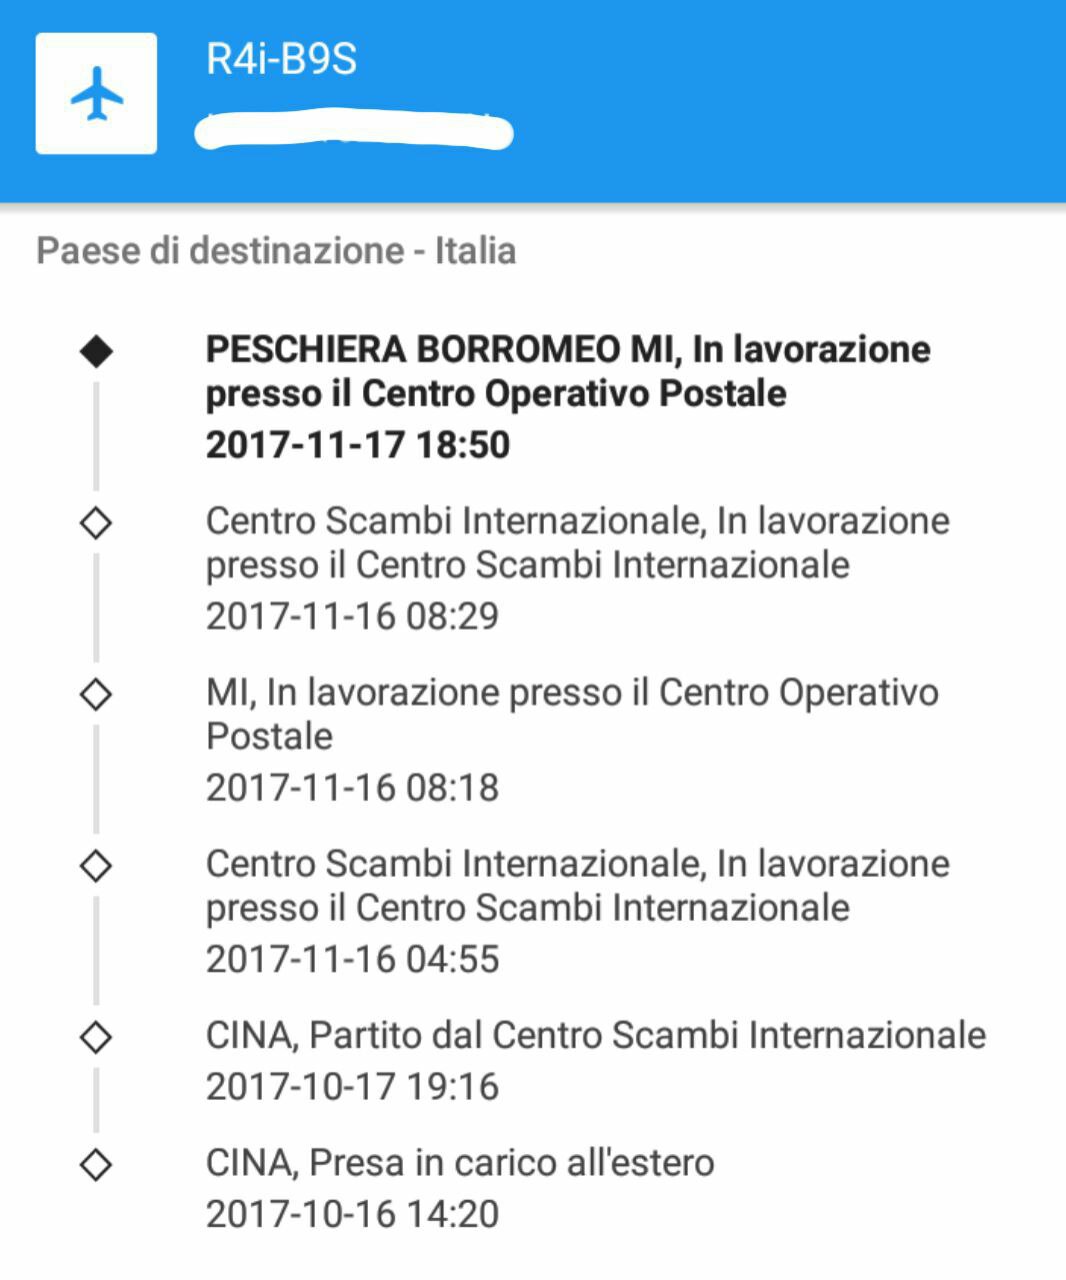 R4i-B9S
Paese di destinazione - Italia
PESCHIERA BORROMEO MI, In lavorazione
presso il Centro Operativo Postale
2017-11-17 18:50
Centro Scambi Internazionale, In lavorazione
presso il Centro Scambi Internazionale
2017-11-16 08:29
MI, In lavorazione presso il Centro Operativo
Postale
2017-11-16 08:18
Centro Scambi Internazionale, In lavorazione
presso il Centro Scambi Internazionale
2017-11-16 04:55
CINA, Partito dal Centro Scambi Internazionale
2017-10-17 19:16
CINA, Presa in carico all'estero
2017-10-16 14:20